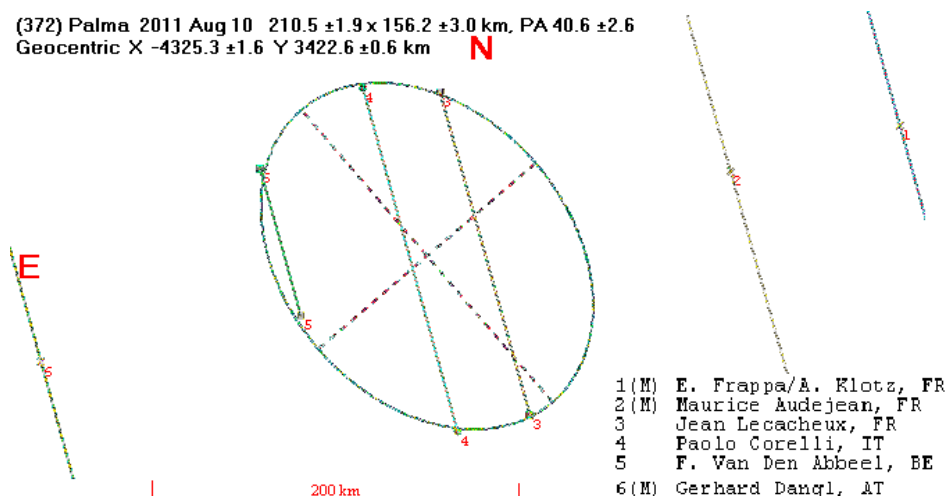 (372) Palma 2011 Aug 10 210.5 ±1.9 x 156.2 ±3.0 km, PA 40.6 ±2.6
Geocentric X -4325.3 ±1.6 Y 3422.6 ±0.6 km
N
4
3
1
2
5
E
5
6
3
4
1(M) E. Frappa/A. Klotz, FR
2(M) Maurice Audejean, FR
3 Jean Lecacheux, FR
4 Paolo Corelli, IT
5 F. Van Den Abbeel, BE
6(M) Gerhard Dangl, AT
200 km